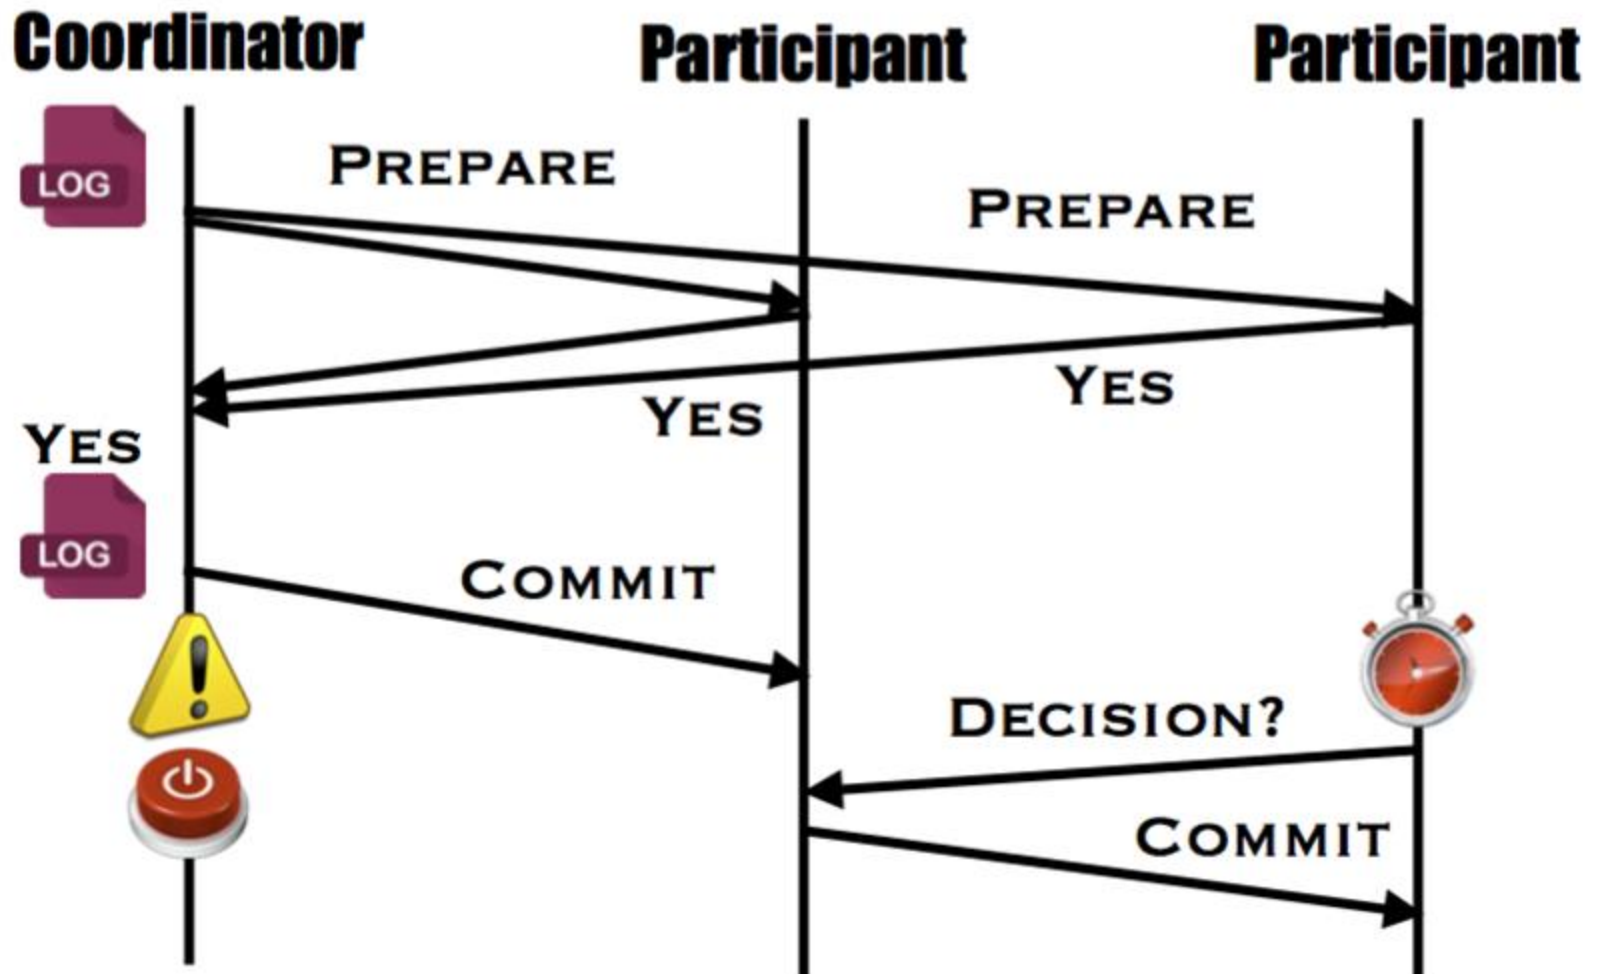 Coordinator
Participant
Participant
LOG
PREPARE
PREPARE
YES
YES
YES
LOG
COMMIT
DECISION?
COMMIT